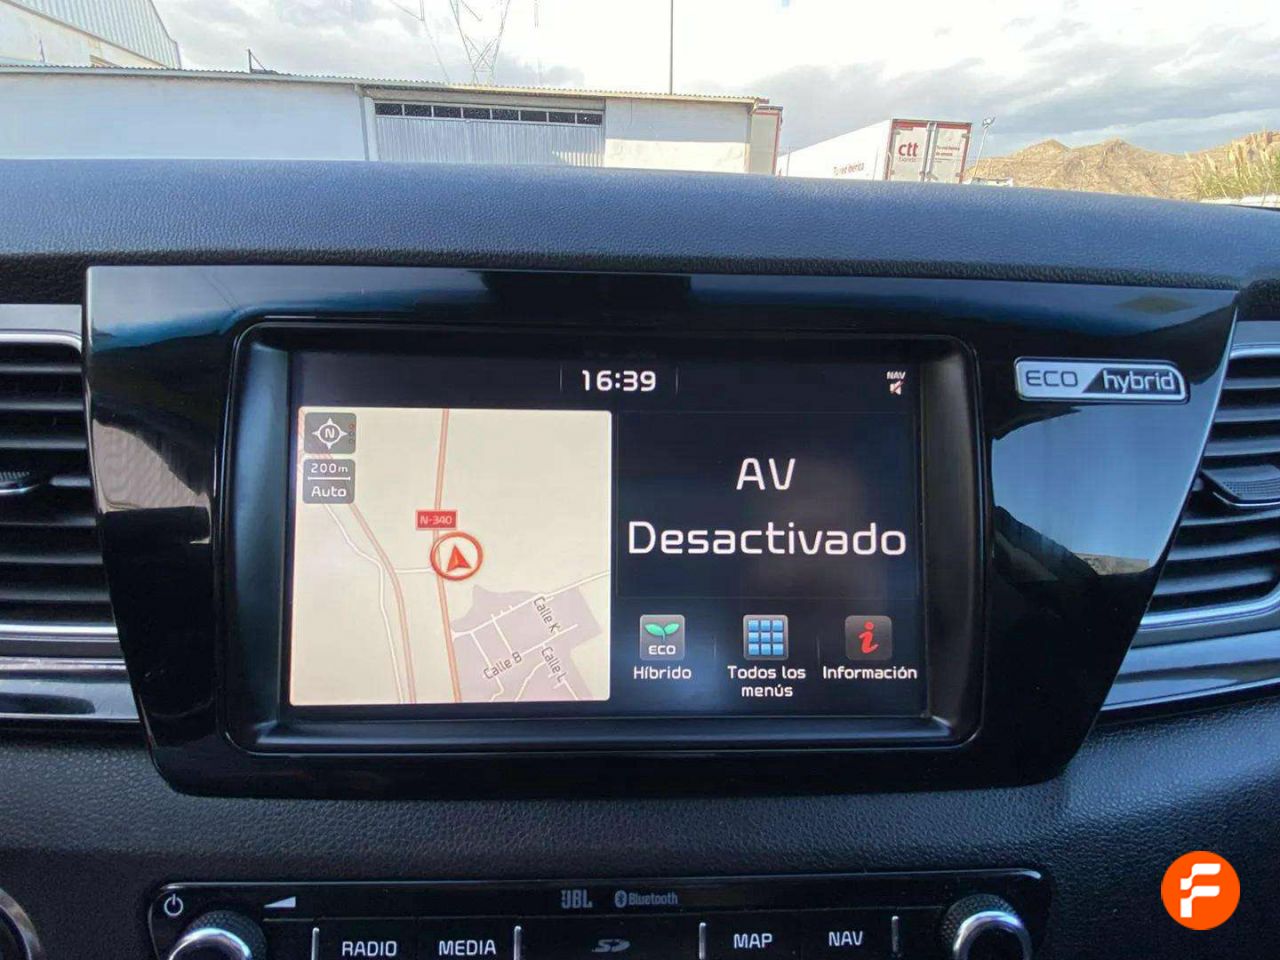 ctt
16:39
NAV
ECO hybrid
N
200m
Auto
N-340
AV
Desactivado
Calle K
Calle B
Calle L
ECO
Híbrido
Todos los
menús
Información
JBL
Bluetooth
RADIO
MEDIA
SD
MAP
NAV
F